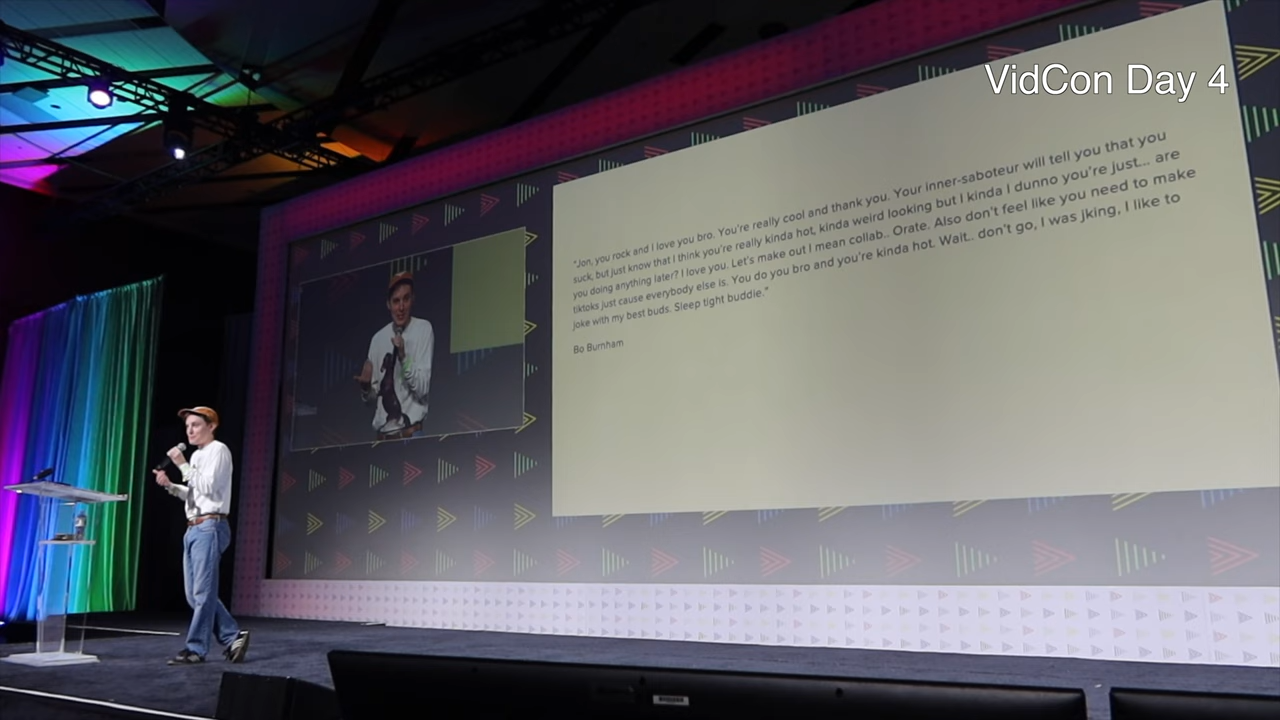 VidCon Day 4
"Jon, you rock and I love you bro. You're really cool and thank you. Your inner-saboteur will tell you that you
suck, but just know that I think you're really kinda hot, kinda weird looking but I kinda I dunno you're just... are
you doing anything later? I love you. Let's make out I mean collab.. Orate. Also don't feel like you need to make
tiktoks just cause everybody else is. You do you bro and you're kinda hot. Wait.. don't go, I was jking, I like to
joke with my best buds. Sleep tight buddie."
Bo Burnham